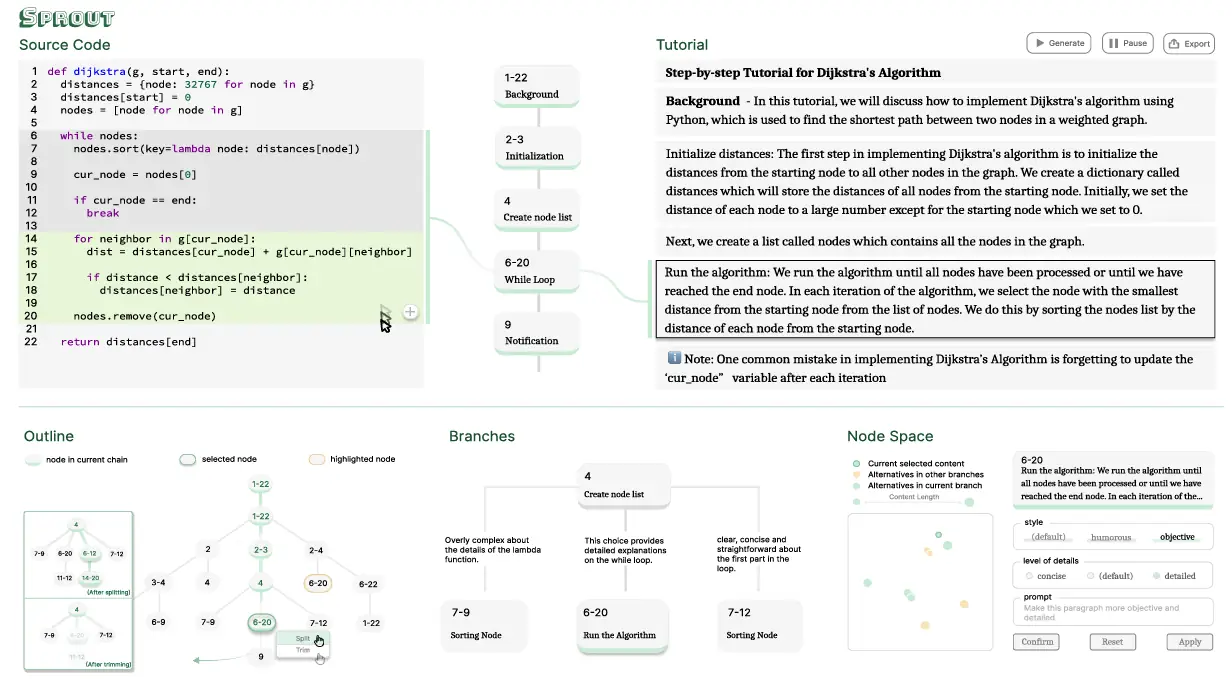 SPROUT
Source Code
1 def dijkstra(g, start, end):
2 distances = {node: 32767 for node in g}
3 distances[start] = 0
4 nodes = [node for node in g]
5
6 while nodes:
7 nodes.sort(key=lambda node: distances[node])
8
9 cur_node = nodes[0]
10
11 if cur_node == end:
12 break
13
14 for neighbor in g[cur_node]:
15 dist = distances[cur_node] + g[cur_node][neighbor]
16
17 if distance < distances[neighbor]:
18 distances[neighbor] = distance
19
20 nodes.remove(cur_node)
21
22 return distances[end]
1-22
Background
2-3
Initialization
4
Create node list
6-20
While Loop
9
Notification
Tutorial
Generate
Pause
Export
Step-by-step Tutorial for Dijkstra's Algorithm
Background - In this tutorial, we will discuss how to implement Dijkstra's algorithm using
Python, which is used to find the shortest path between two nodes in a weighted graph.
Initialize distances: The first step in implementing Dijkstra's algorithm is to initialize the
distances from the starting node to all other nodes in the graph. We create a dictionary called
distances which will store the distances of all nodes from the starting node. Initially, we set the
distance of each node to a large number except for the starting node which we set to 0.
Next, we create a list called nodes which contains all the nodes in the graph.
Run the algorithm: We run the algorithm until all nodes have been processed or until we have
reached the end node. In each iteration of the algorithm, we select the node with the smallest
distance from the starting node from the list of nodes. We do this by sorting the nodes list by the
distance of each node from the starting node.
Note: One common mistake in implementing Dijkstra's Algorithm is forgetting to update the
'cur_node" variable after each iteration
Outline
node in current chain
selected node
highlighted node
4
7-9 6-20 6-12 7-12
11-12 14-20
(After splitting)
4
7-9 6-20 7-12
11-12
(After trimming)
1-22
1-22
2 2-3 2-4
3-4 4 4 6-20 6-22
6-9 7-9 6-20 7-12 1-22
Split
Trim
9
Branches
4
Create node list
Overly complex about
the details of the lambda
function.
This choice provides
detailed explanations
on the while loop.
clear, concise and
straightforward about
the first part in the
loop.
7-9
Sorting Node
6-20
Run the Algorithm
7-12
Sorting Node
Node Space
Current selected content
Alternatives in other branches
Alternatives in current branch
Content Length
6-20
Run the algorithm: We run the algorithm until
all nodes have been processed or until we have
reached the end node. In each iteration of the...
style
(default) humorous objective
level of details
concise (default) detailed
prompt
Make this paragraph more objective and
detailed
Confirm
Reset
Apply